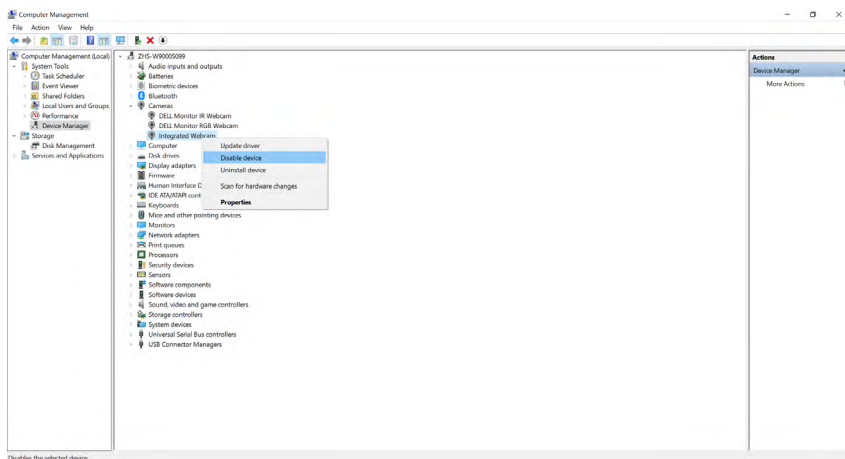 Computer Management
File Action View Help
Computer Management (Local)
System Tools
Task Scheduler
Event Viewer
Shared Folders
Local Users and Groups
Performance
Device Manager
Storage
Disk Management
Services and Applications
ZHS-W90005099
Audio inputs and outputs
Batteries
Biometric devices
Bluetooth
Cameras
DELL Monitor IR Webcam
DELL Monitor RGB Webcam
Integrated Webcam
Computer
Disk drives
Display adapters
Firmware
Human Interface D
IDE ATA/ATAPI cont
Keyboards
Mice and other pointing devices
Monitors
Network adapters
Print queues
Processors
Security devices
Sensors
Software components
Software devices
Sound, video and game controllers
Storage controllers
System devices
Universal Serial Bus controllers
USB Connector Managers
Update driver
Disable device
Uninstall device
Scan for hardware changes
Properties
Actions
Device Manager
More Actions
Disables the selected device.